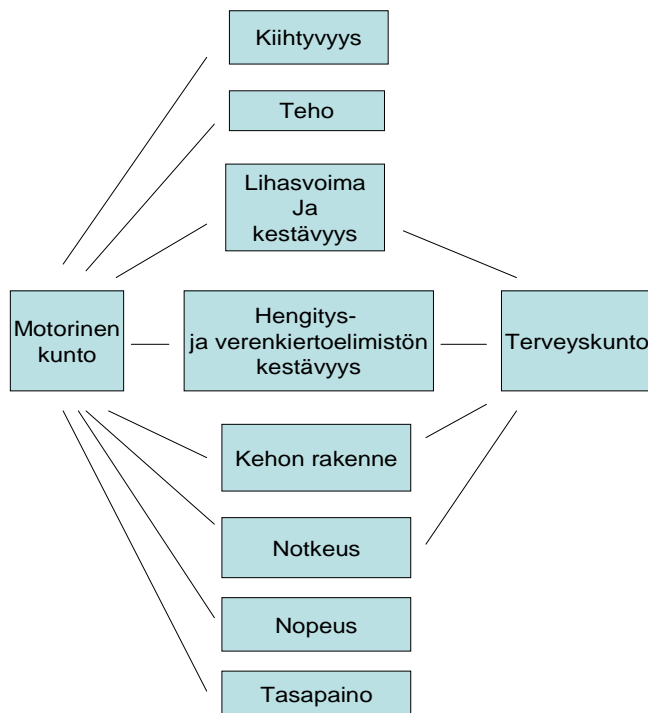 Kiihtyvyys
Teho
Lihasvoima
Ja
kestävyys
Motorinen
kunto
Hengitys-
ja verenkiertoelimistön
kestävyys
Terveyskunto
Kehon rakenne
Notkeus
Nopeus
Tasapaino